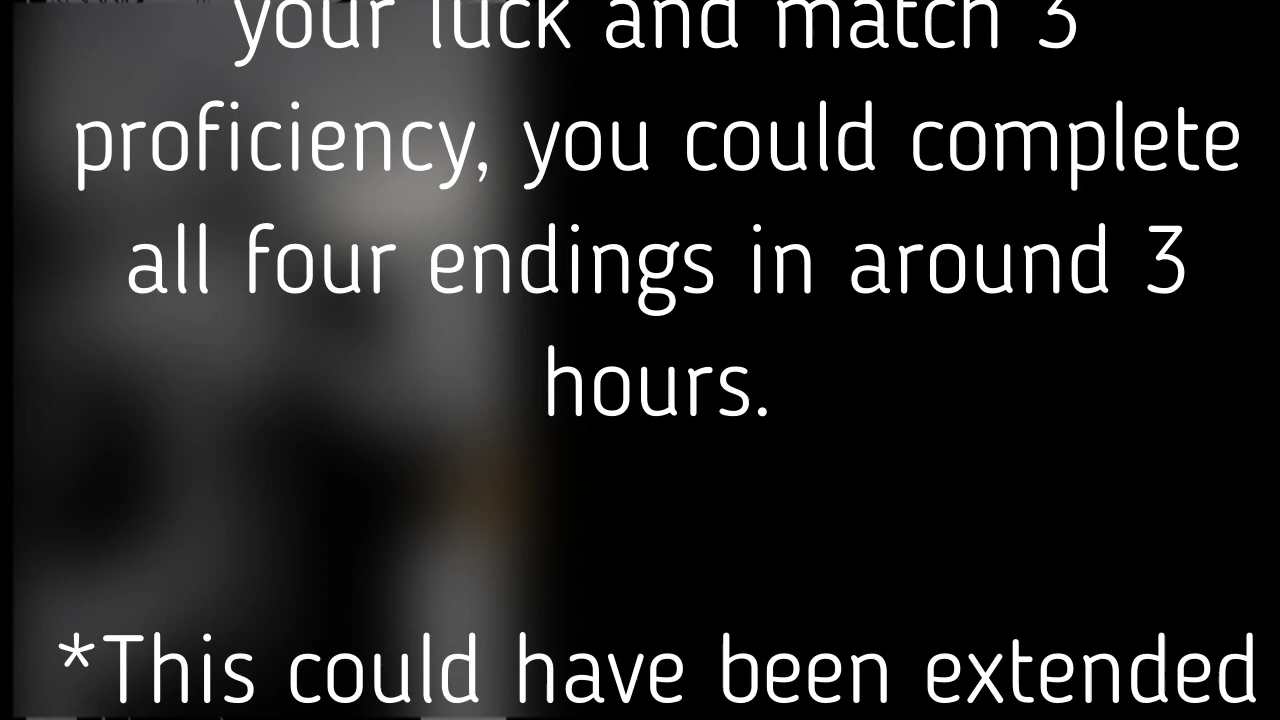 your luck and match 3
proficiency, you could complete
all four endings in around 3
hours.
*This could have been extended